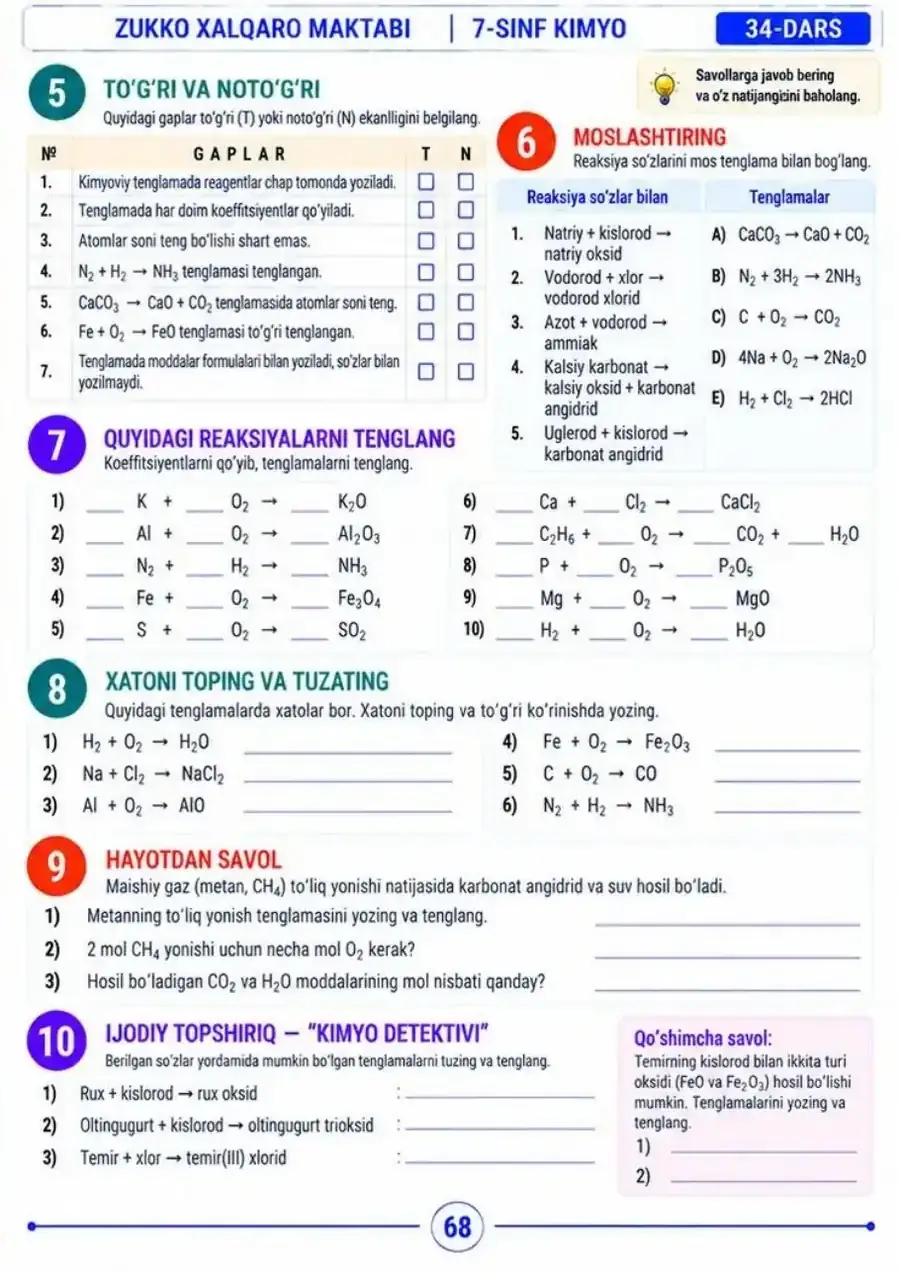 ZUKKO XALQARO MAKTABI | 7-SINF KIMYO
34-DARS
5
TO‘G‘RI VA NOTO‘G‘RI
Quyidagi gaplar to‘g‘ri (T) yoki noto‘g‘ri (N) ekanlligini belgilang.
Savollarga javob bering
va o‘z natijangizini baholang.
№ GAPLAR T N
1. Kimyoviy tenglamada reagentlar chap tomonda yoziladi. ☐ ☐
2. Tenglamada har doim koeffitsiyentlar qo‘yiladi. ☐ ☐
3. Atomlar soni teng bo‘lishi shart emas. ☐ ☐
4. N₂ + H₂ → NH₃ tenglamasi tenglangan. ☐ ☐
5. CaCO₃ → CaO + CO₂ tenglamasida atomlar soni teng. ☐ ☐
6. Fe + O₂ → FeO tenglamasi to‘g‘ri tenglangan. ☐ ☐
7. Tenglamada moddalar formulalari bilan yoziladi, so‘zlar bilan
yozilmaydi. ☐ ☐
6
MOSLASHTIRING
Reaksiya so‘zlarini mos tenglama bilan bog‘lang.
Reaksiya so‘zlar bilan
1. Natriy + kislorod →
natriy oksid
2. Vodorod + xlor →
vodorod xlorid
3. Azot + vodorod →
ammiak
4. Kalsiy karbonat →
kalsiy oksid + karbonat
angidrid
5. Uglerod + kislorod →
karbonat angidrid
Tenglamalar
A) CaCO₃ → CaO + CO₂
B) N₂ + 3H₂ → 2NH₃
C) C + O₂ → CO₂
D) 4Na + O₂ → 2Na₂O
E) H₂ + Cl₂ → 2HCl
7
QUYIDAGI REAKSIYALARNI TENGLANG
Koeffitsiyentlarni qo‘yib, tenglamalarni tenglang.
1) ___ K + ___ O₂ → ___ K₂O
2) ___ Al + ___ O₂ → ___ Al₂O₃
3) ___ N₂ + ___ H₂ → ___ NH₃
4) ___ Fe + ___ O₂ → ___ Fe₃O₄
5) ___ S + ___ O₂ → ___ SO₂
6) ___ Ca + ___ Cl₂ → ___ CaCl₂
7) ___ C₂H₆ + ___ O₂ → ___ CO₂ + ___ H₂O
8) ___ P + ___ O₂ → ___ P₂O₅
9) ___ Mg + ___ O₂ → ___ MgO
10) ___ H₂ + ___ O₂ → ___ H₂O
8
XATONI TOPING VA TUZATING
Quyidagi tenglamalarda xatolar bor. Xatoni toping va to‘g‘ri ko‘rinishda yozing.
1) H₂ + O₂ → H₂O
2) Na + Cl₂ → NaCl₂
3) Al + O₂ → AlO
4) Fe + O₂ → Fe₂O₃
5) C + O₂ → CO
6) N₂ + H₂ → NH₃
9
HAYOTDAN SAVOL
Maishiy gaz (metan, CH₄) to‘liq yonishi natijasida karbonat angidrid va suv hosil bo‘ladi.
1) Metanning to‘liq yonish tenglamasini yozing va tenglang.
2) 2 mol CH₄ yonishi uchun necha mol O₂ kerak?
3) Hosil bo‘ladigan CO₂ va H₂O moddalarining mol nisbati qanday?
10
IJODIY TOPSHIRIQ — “KIMYO DETEKTIVI”
Berilgan so‘zlar yordamida mumkin bo‘lgan tenglamalarni tuzing va tenglang.
1) Rux + kislorod → rux oksid :
2) Oltingugurt + kislorod → oltingugurt trioksid :
3) Temir + xlor → temir(III) xlorid :
Qo‘shimcha savol:
Temirning kislorod bilan ikkita turi
oksidi (FeO va Fe₂O₃) hosil bo‘lishi
mumkin. Tenglamalarini yozing va
tenglang.
1)
2)
68